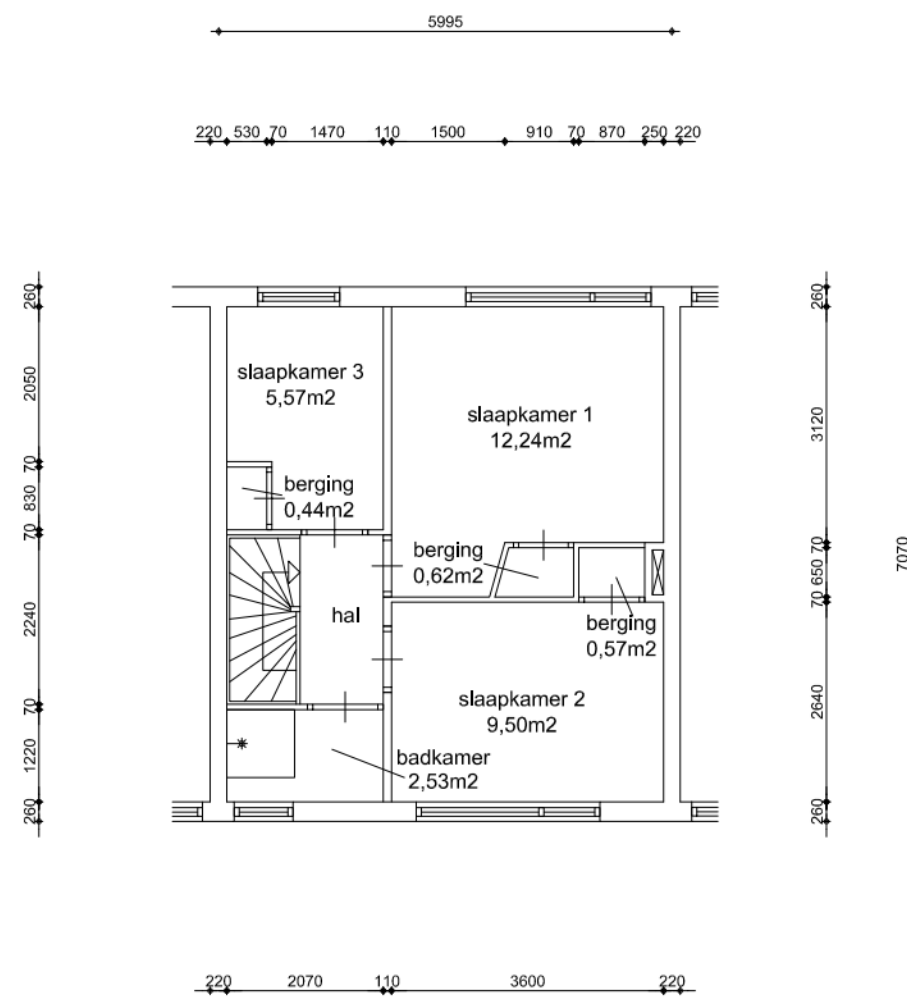 5995
220 530 70 1470 110 1500 910 70 870 250 220
260
2050
70
830
70
2240
70
1220
260
slaapkamer 3
5,57m2
slaapkamer 1
12,24m2
berging
0,44m2
berging
0,62m2
hal
berging
0,57m2
slaapkamer 2
9,50m2
badkamer
2,53m2
260
3120
70
650
70
2640
260
7070
220 2070 110 3600 220